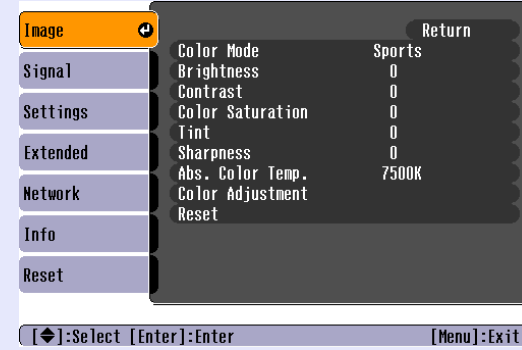 Image
Signal
Settings
Extended
Network
Info
Reset
Return
Color Mode Sports
Brightness 0
Contrast 0
Color Saturation 0
Tint 0
Sharpness 0
Abs. Color Temp. 7500K
Color Adjustment
Reset
[◆]:Select [Enter]:Enter [Menu]:Exit